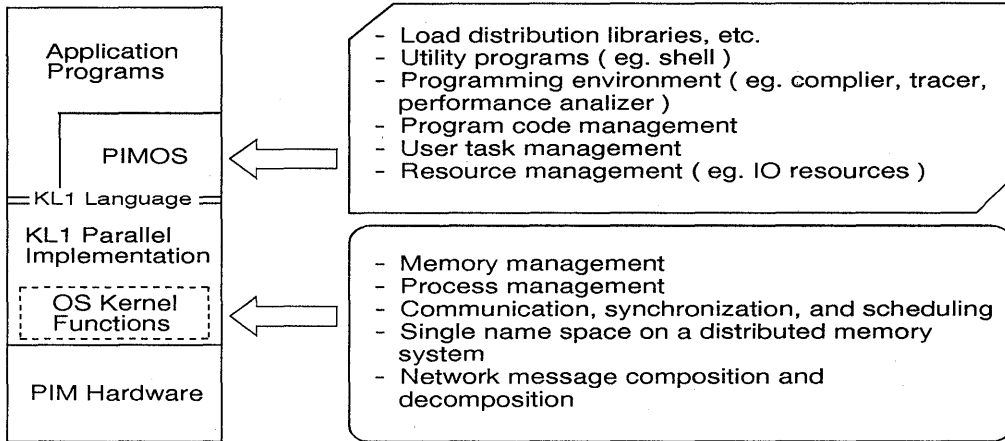 Application
Programs
PIMOS
KL1 Language
KL1 Parallel
Implementation
OS Kernel
Functions
PIM Hardware
- Load distribution libraries, etc.
- Utility programs ( eg. shell )
- Programming environment ( eg. complier, tracer,
performance analizer )
- Program code management
- User task management
- Resource management ( eg. IO resources )
- Memory management
- Process management
- Communication, synchronization, and scheduling
- Single name space on a distributed memory
system
- Network message composition and
decomposition